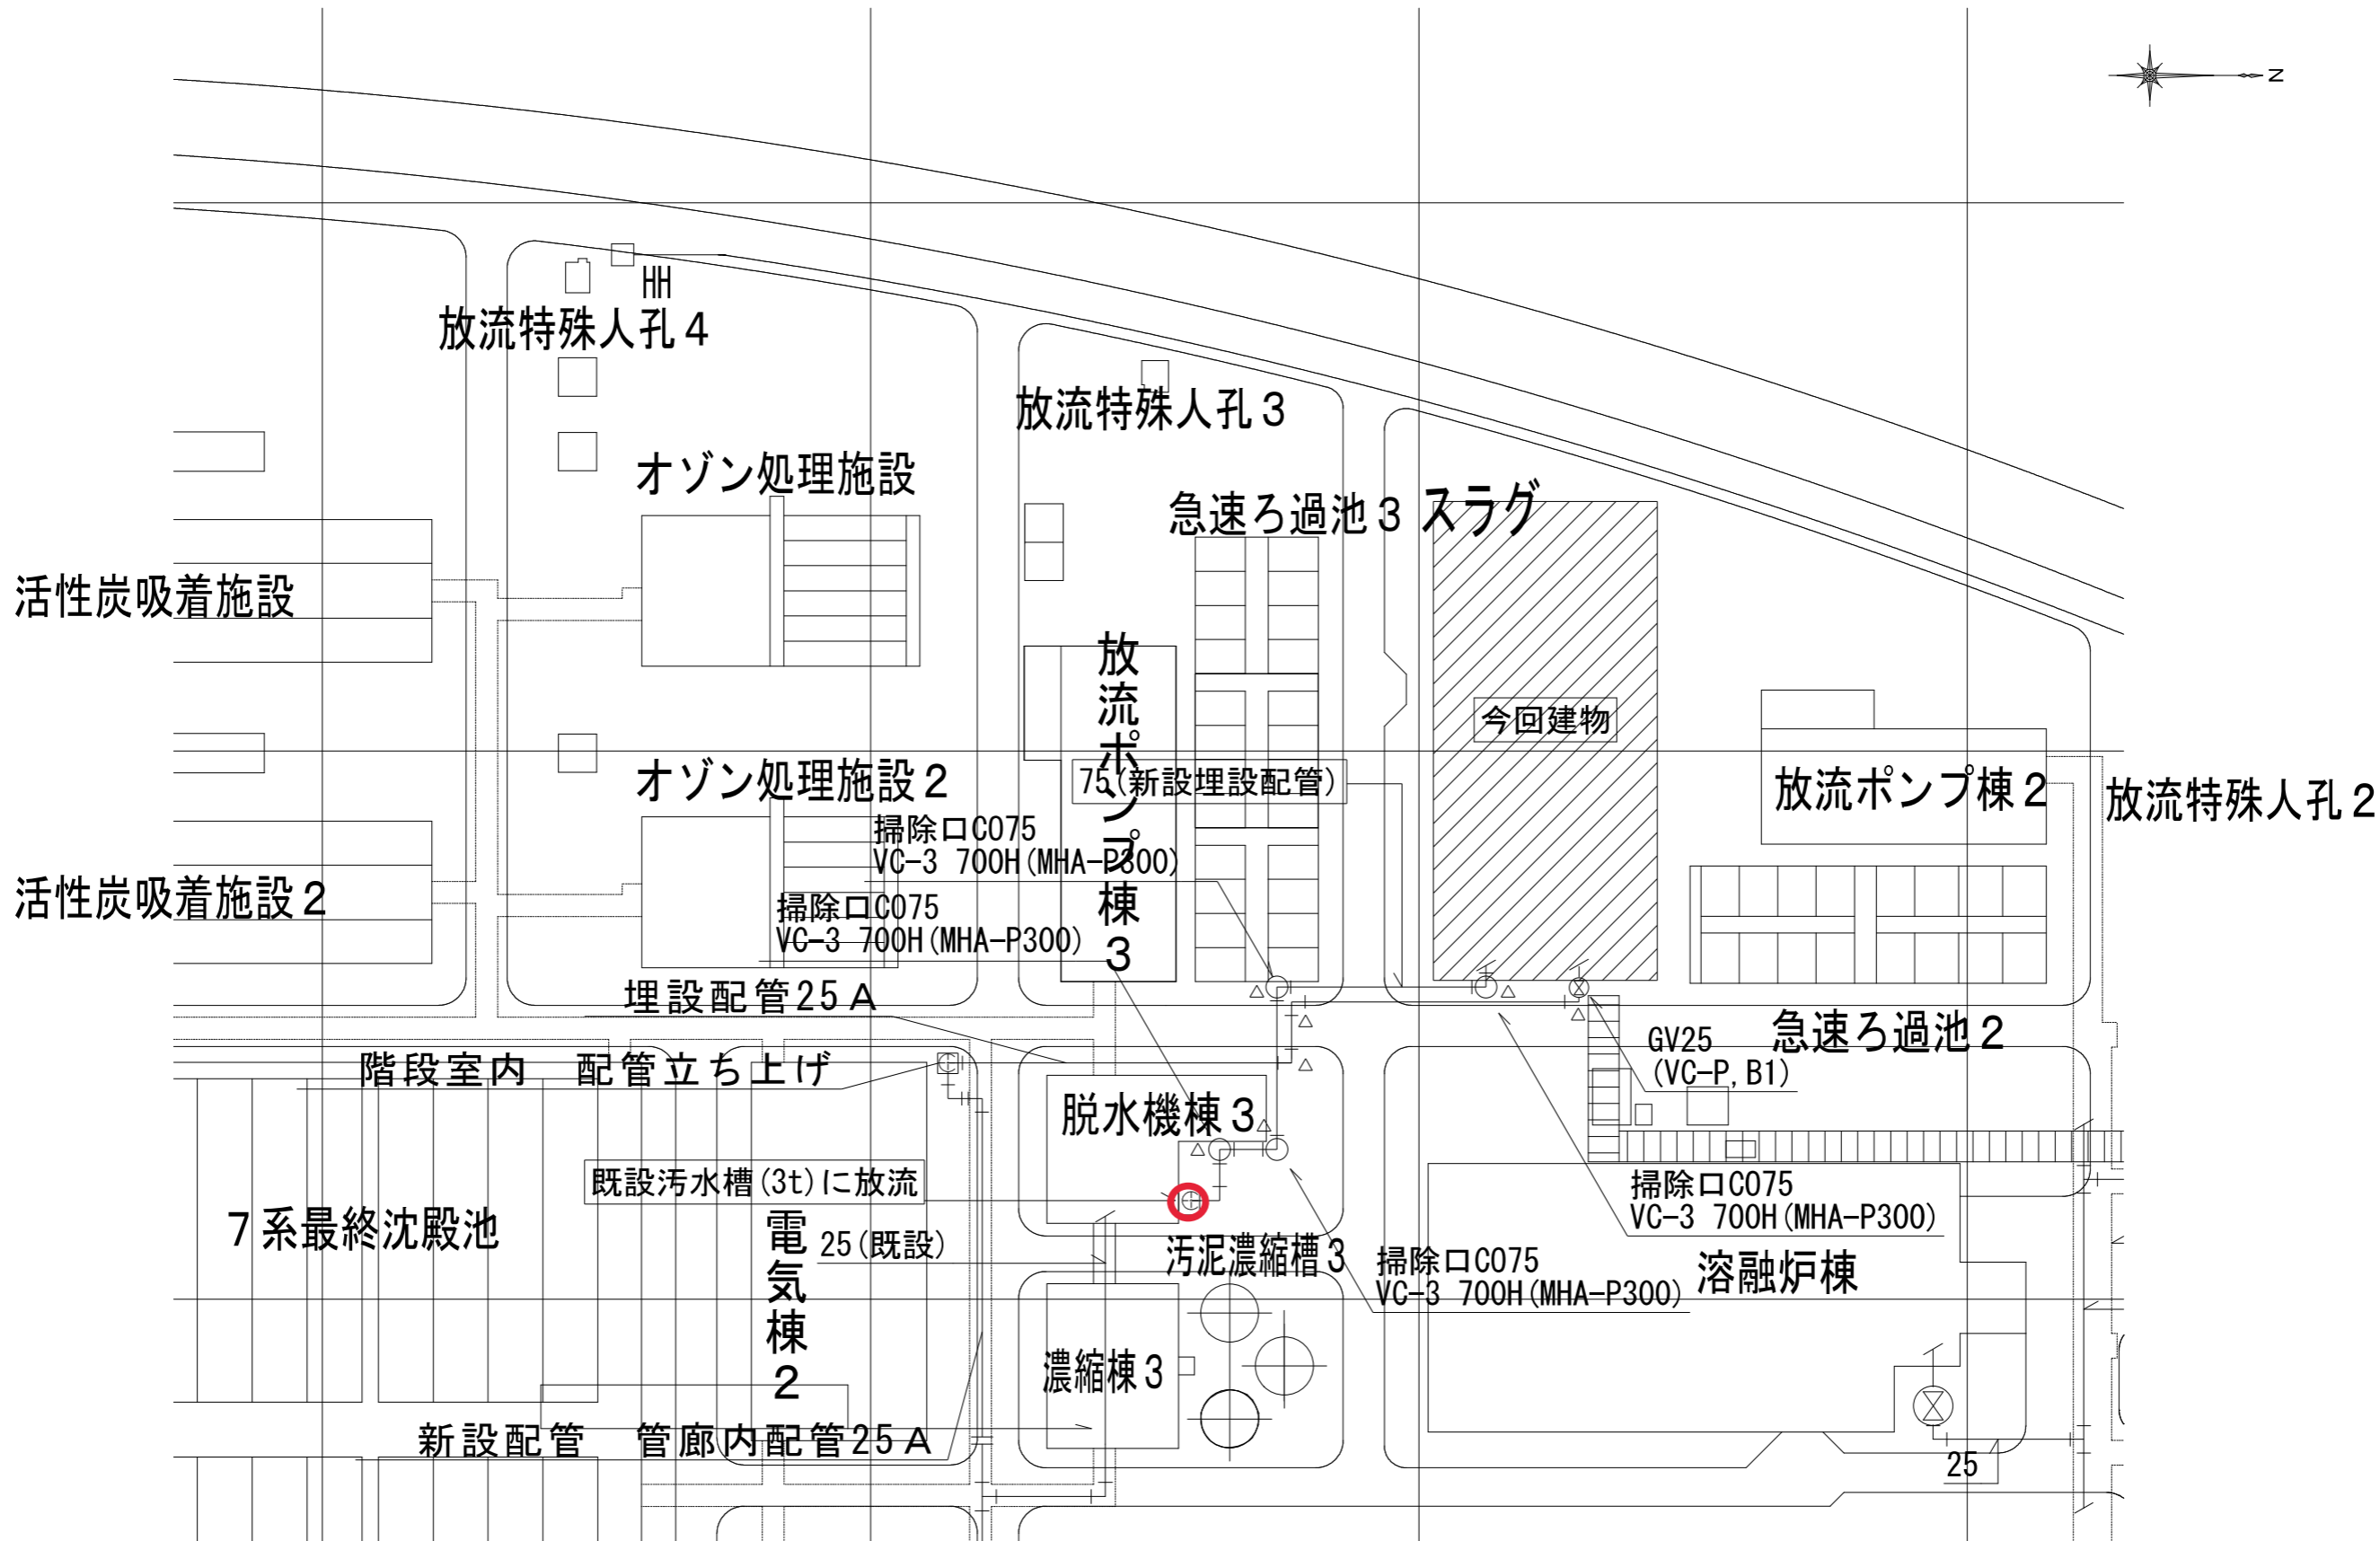 N
HH
放流特殊人孔4
放流特殊人孔3
オゾン処理施設
急速ろ過池3
スラグ
活性炭吸着施設
放流ポンプ棟3
今回建物
75(新設埋設配管)
オゾン処理施設2
放流ポンプ棟2
放流特殊人孔2
掃除口CO75
VC-3 700H(MHA-P300)
活性炭吸着施設2
掃除口CO75
VC-3 700H(MHA-P300)
埋設配管25A
階段室内 配管立ち上げ
GV25
(VC-P,B1)
急速ろ過池2
脱水機棟3
既設汚水槽(3t)に放流
掃除口CO75
VC-3 700H(MHA-P300)
7系最終沈殿池
電気棟2
25(既設)
汚泥濃縮槽3
掃除口CO75
VC-3 700H(MHA-P300)
溶融炉棟
濃縮棟3
新設配管 管廊内配管25A
25